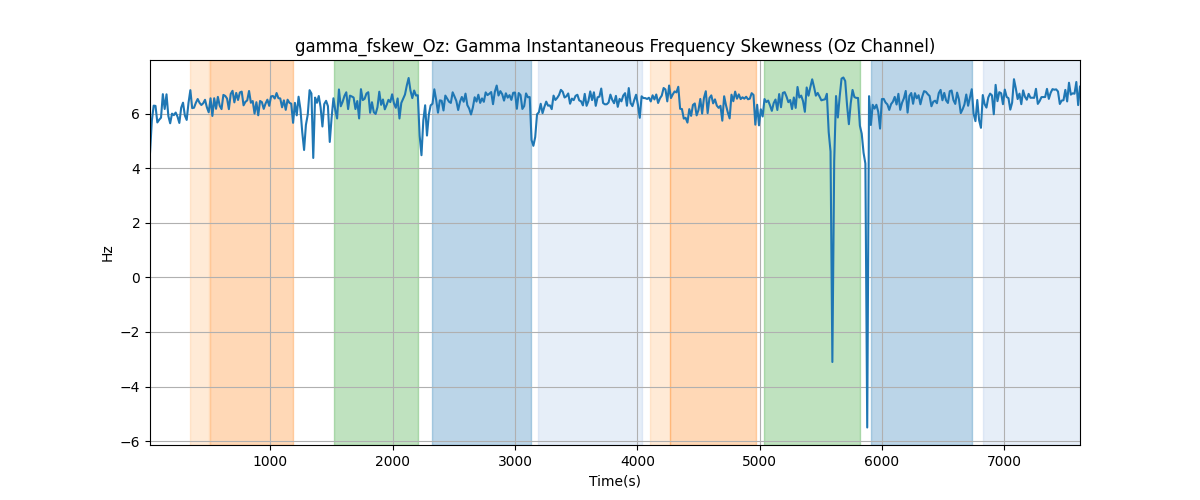 gamma_fskew_Oz: Gamma Instantaneous Frequency Skewness (Oz Channel)
6
4
2
0
−2
−4
−6
Hz
1000 2000 3000 4000 5000 6000 7000
Time(s)